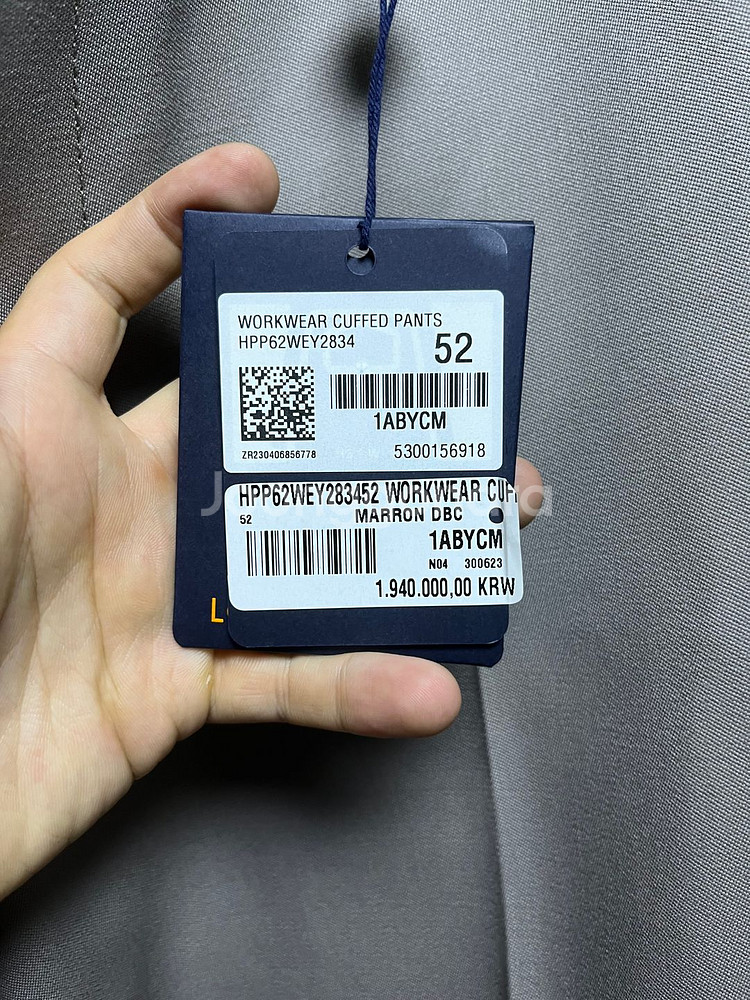 WORKWEAR CUFFED PANTS
HPP62WEY2834
52
1ABYCM
ZR230406856778
5300156918
HPP62WEY283452 WORKWEAR CUF
52
MARRON DBC
1ABYCM
N04 300623
1.940.000,00 KRW
L